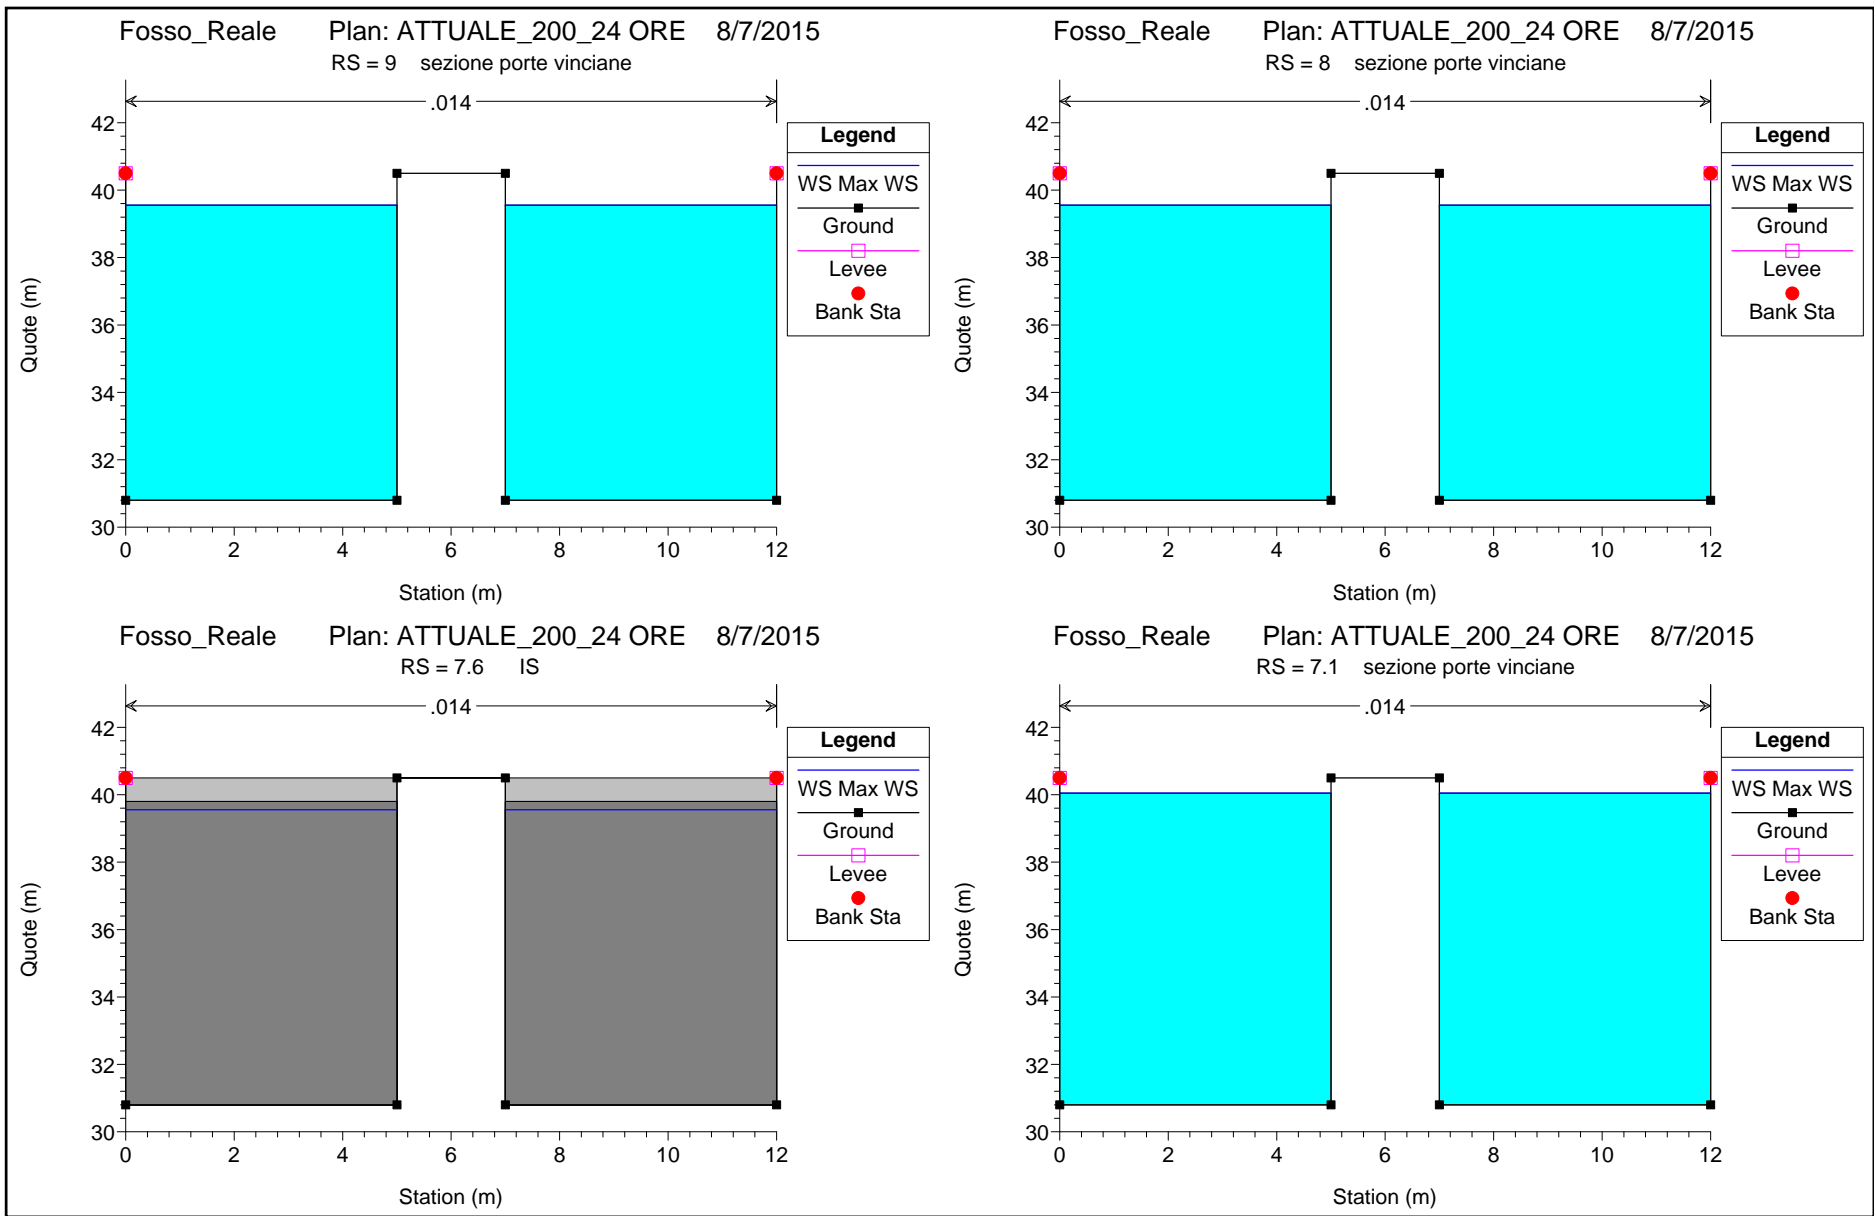 Fosso_Reale Plan: ATTUALE_200_24 ORE 8/7/2015
RS = 9 sezione porte vinciane
.014
42
40
38
36
34
32
30
0 2 4 6 8 10 12
Station (m)
Quote (m)
Legend
WS Max WS
Ground
Levee
Bank Sta
Fosso_Reale Plan: ATTUALE_200_24 ORE 8/7/2015
RS = 8 sezione porte vinciane
.014
42
40
38
36
34
32
30
0 2 4 6 8 10 12
Station (m)
Quote (m)
Legend
WS Max WS
Ground
Levee
Bank Sta
Fosso_Reale Plan: ATTUALE_200_24 ORE 8/7/2015
RS = 7.6 IS
.014
42
40
38
36
34
32
30
0 2 4 6 8 10 12
Station (m)
Quote (m)
Legend
WS Max WS
Ground
Levee
Bank Sta
Fosso_Reale Plan: ATTUALE_200_24 ORE 8/7/2015
RS = 7.1 sezione porte vinciane
.014
42
40
38
36
34
32
30
0 2 4 6 8 10 12
Station (m)
Quote (m)
Legend
WS Max WS
Ground
Levee
Bank Sta